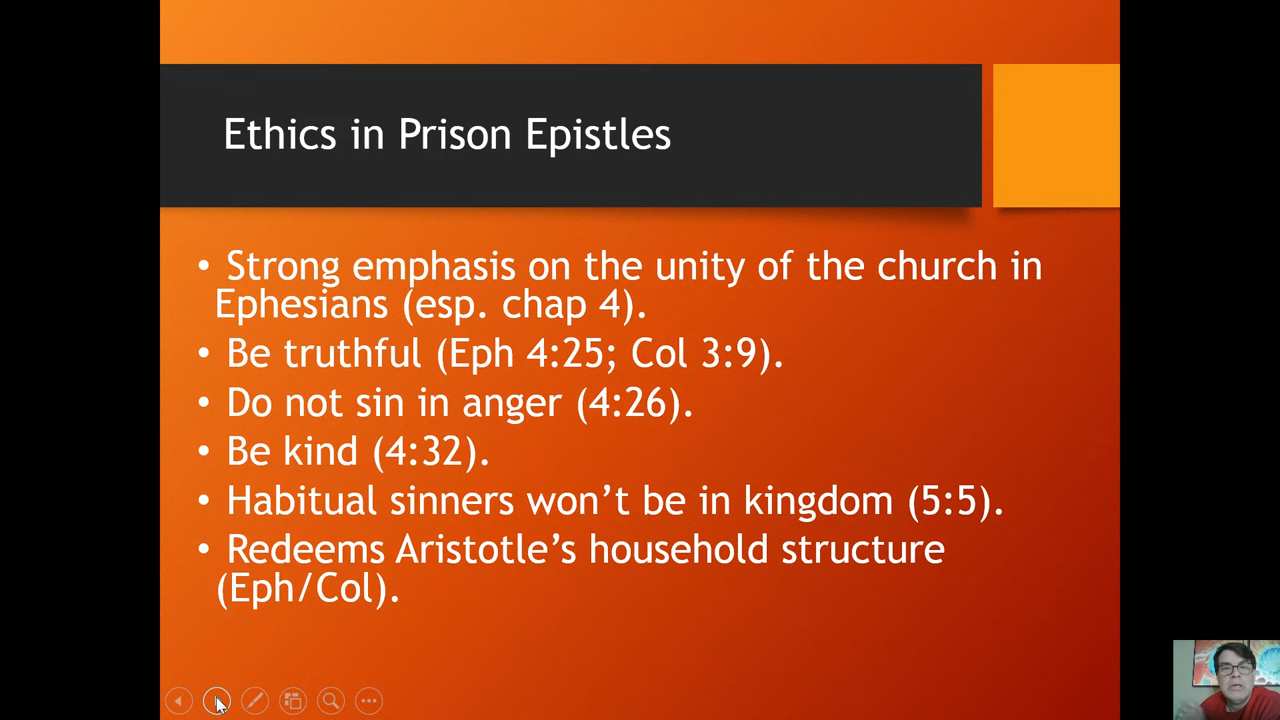 Ethics in Prison Epistles
• Strong emphasis on the unity of the church in
Ephesians (esp. chap 4).
• Be truthful (Eph 4:25; Col 3:9).
• Do not sin in anger (4:26).
• Be kind (4:32).
• Habitual sinners won’t be in kingdom (5:5).
• Redeems Aristotle’s household structure
(Eph/Col).